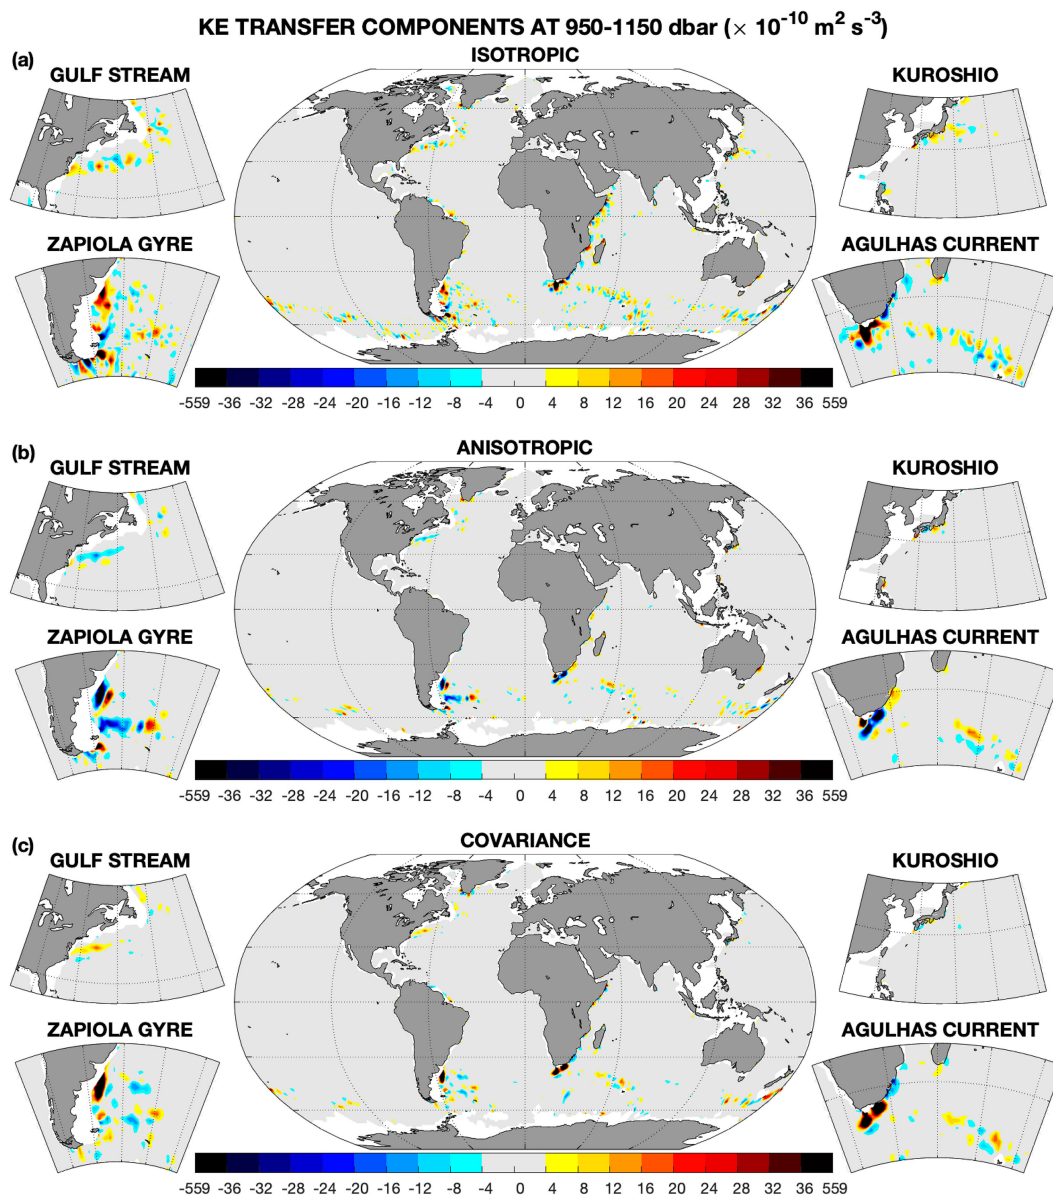 KE TRANSFER COMPONENTS AT 950-1150 dbar (× 10⁻¹⁰ m² s⁻³)
(a)
ISOTROPIC
GULF STREAM
KUROSHIO
ZAPIOLA GYRE
AGULHAS CURRENT
-559 -36 -32 -28 -24 -20 -16 -12 -8 -4 0 4 8 12 16 20 24 28 32 36 559
(b)
ANISOTROPIC
GULF STREAM
KUROSHIO
ZAPIOLA GYRE
AGULHAS CURRENT
-559 -36 -32 -28 -24 -20 -16 -12 -8 -4 0 4 8 12 16 20 24 28 32 36 559
(c)
COVARIANCE
GULF STREAM
KUROSHIO
ZAPIOLA GYRE
AGULHAS CURRENT
-559 -36 -32 -28 -24 -20 -16 -12 -8 -4 0 4 8 12 16 20 24 28 32 36 559